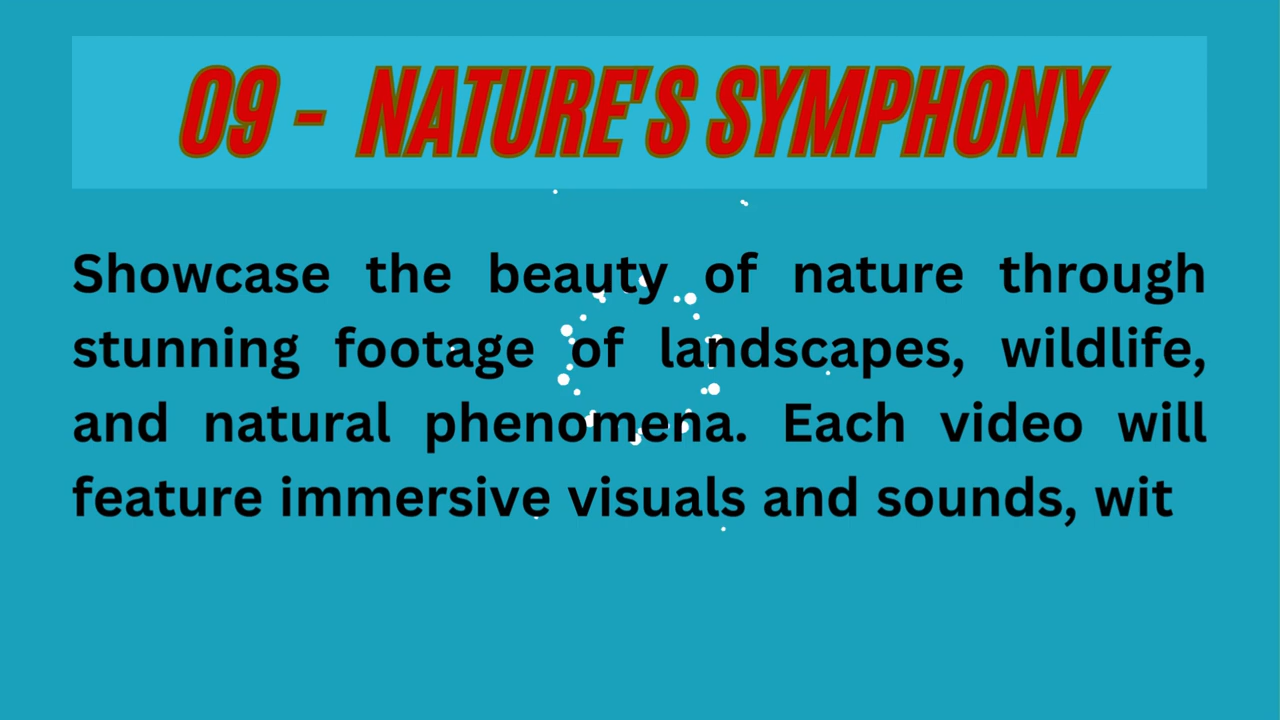 09 - NATURE'S SYMPHONY
Showcase the beauty of nature through
stunning footage of landscapes, wildlife,
and natural phenomena. Each video will
feature immersive visuals and sounds, wit